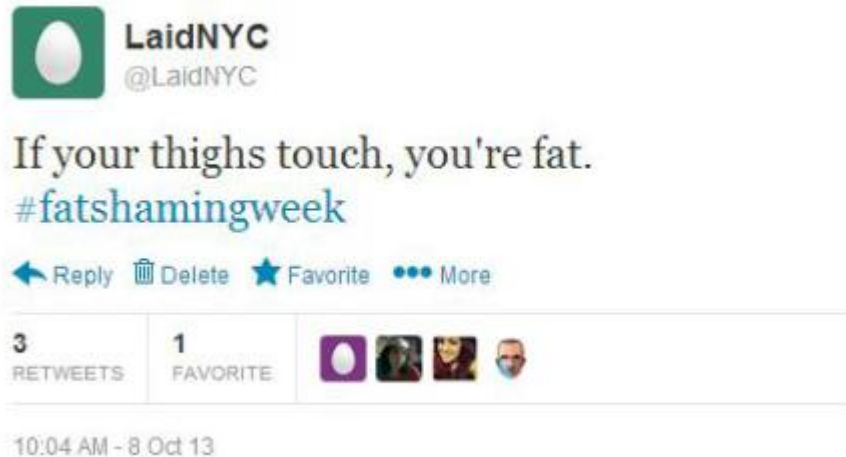 LaidNYC
@LaidNYC
If your thighs touch, you're fat.
#fatshamingweek
Reply Delete Favorite ••• More
3 1
RETWEETS FAVORITE
10:04 AM - 8 Oct 13